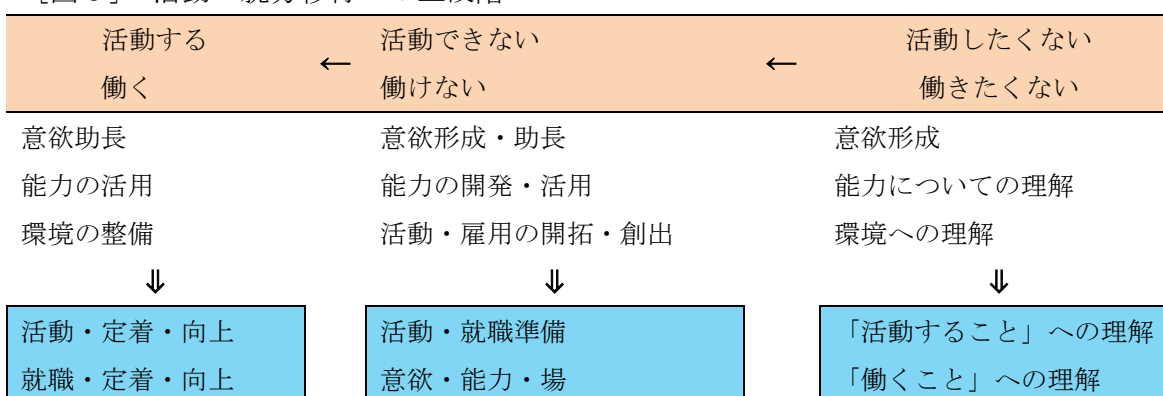 活動する ← 活動できない ← 活動したくない
働く 働けない 働きたくない
意欲助長 意欲形成・助長 意欲形成
能力の活用 能力の開発・活用 能力についての理解
環境の整備 活動・雇用の開拓・創出 環境への理解
⇓ ⇓ ⇓
活動・定着・向上 活動・就職準備 「活動すること」への理解
就職・定着・向上 意欲・能力・場 「働くこと」への理解